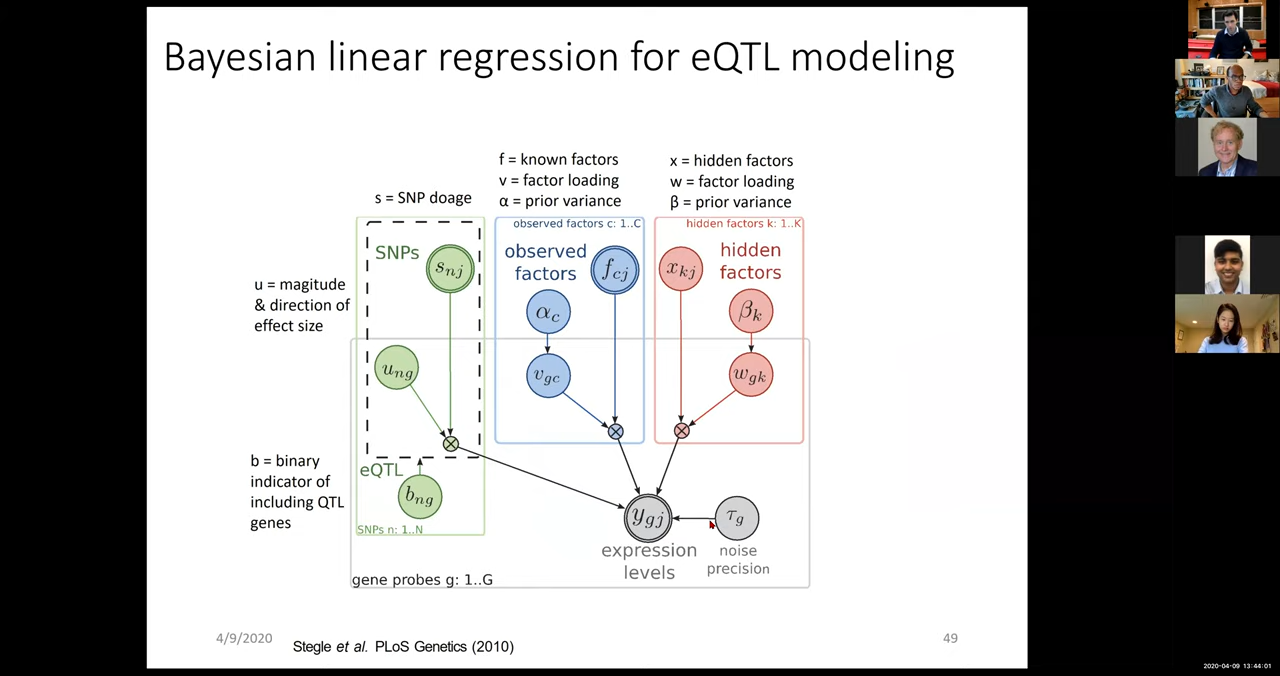 Bayesian linear regression for eQTL modeling
s = SNP doage
f = known factors
v = factor loading
α = prior variance
x = hidden factors
w = factor loading
β = prior variance
u = magitude
& direction of
effect size
b = binary
indicator of
including QTL
genes
SNPs
s_nj
u_ng
eQTL
b_ng
SNPs n: 1..N
observed factors c: 1..C
observed
factors
f_cj
α_c
v_gc
hidden factors k: 1..K
x_kj
hidden
factors
β_k
w_gk
y_gj
τ_g
expression
levels
noise
precision
gene probes g: 1..G
4/9/2020
Stegle et al. PLoS Genetics (2010)
49
2020-04-09 13:44:01